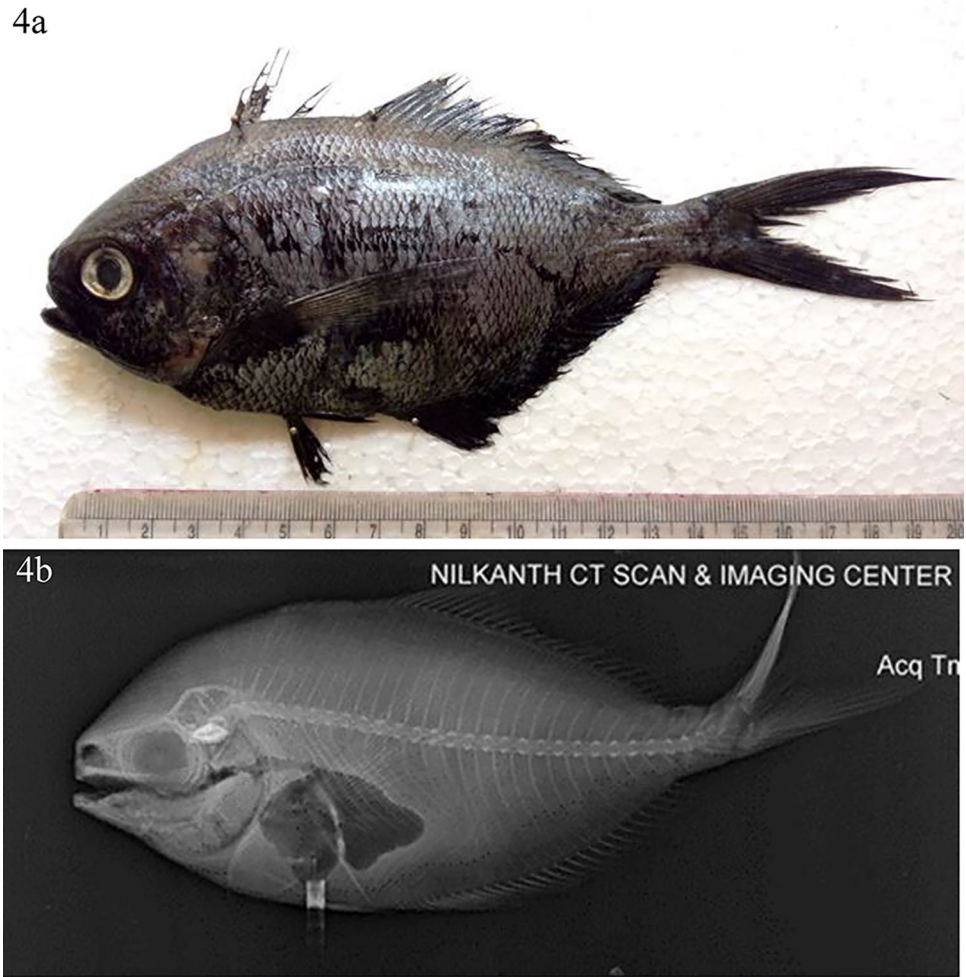 4a
1 2 3 4 5 6 7 8 9 10 11 12 13 14 15 16 17 18 19 20
4b
NILKANTH CT SCAN & IMAGING CENTER
Acq Tm